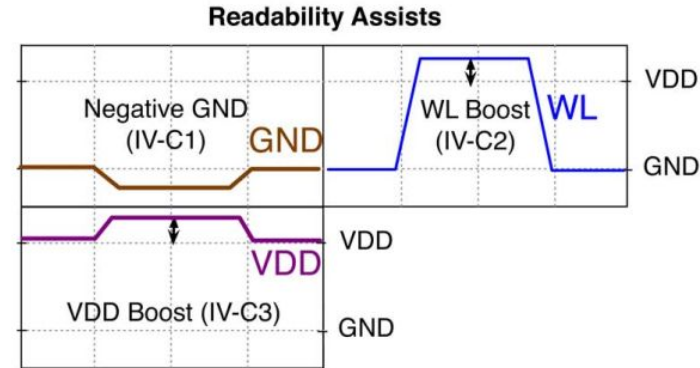 Readability Assists
Negative GND
(IV-C1)
GND
WL Boost
(IV-C2)
WL
VDD
GND
VDD
VDD
VDD Boost (IV-C3)
GND